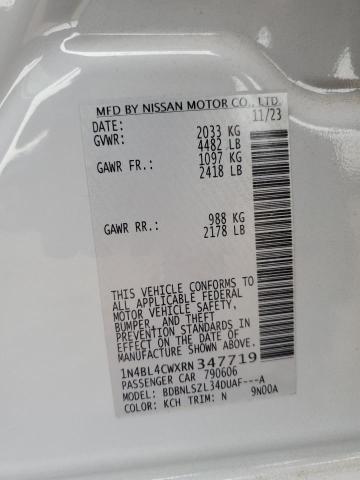 MFD BY NISSAN MOTOR CO., LTD.
DATE: 11/23
GVWR: 2033 KG
4482 LB
GAWR FR.: 1097 KG
2418 LB
GAWR RR.: 988 KG
2178 LB
THIS VEHICLE CONFORMS TO
ALL APPLICABLE FEDERAL
MOTOR VEHICLE SAFETY,
BUMPER, AND THEFT
PREVENTION STANDARDS IN
EFFECT ON THE DATE OF
MANUFACTURE SHOWN ABOVE.
1N4BL4CWXRN347719
PASSENGER CAR 790606
MODEL: BDBNLSZL34DUAF---A
COLOR: KCH TRIM: N 9N00A